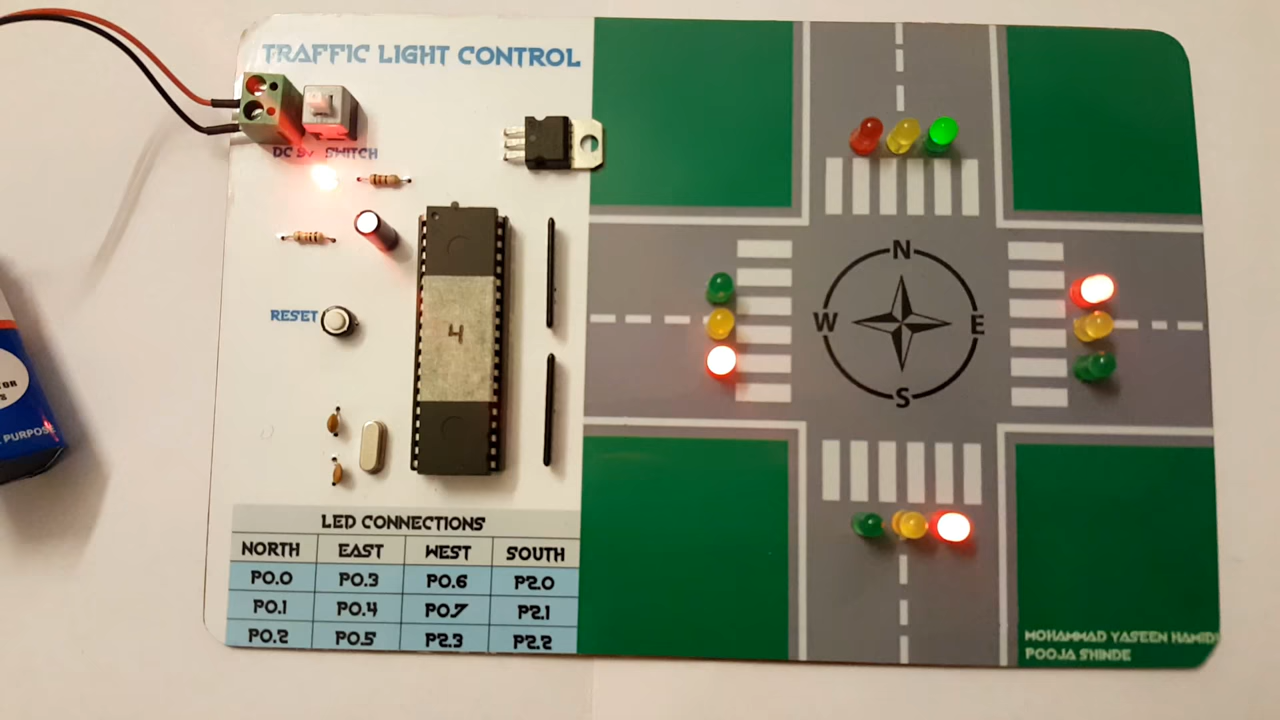 TRAFFIC LIGHT CONTROL
DC 9V SWITCH
RESET
4
N
W E
S
LED CONNECTIONS
NORTH EAST WEST SOUTH
P0.0 P0.3 P0.6 P2.0
P0.1 P0.4 P0.7 P2.1
P0.2 P0.5 P2.3 P2.2
PURPOSE
MOHAMMAD YASEEN HAMID
POOJA SHINDE